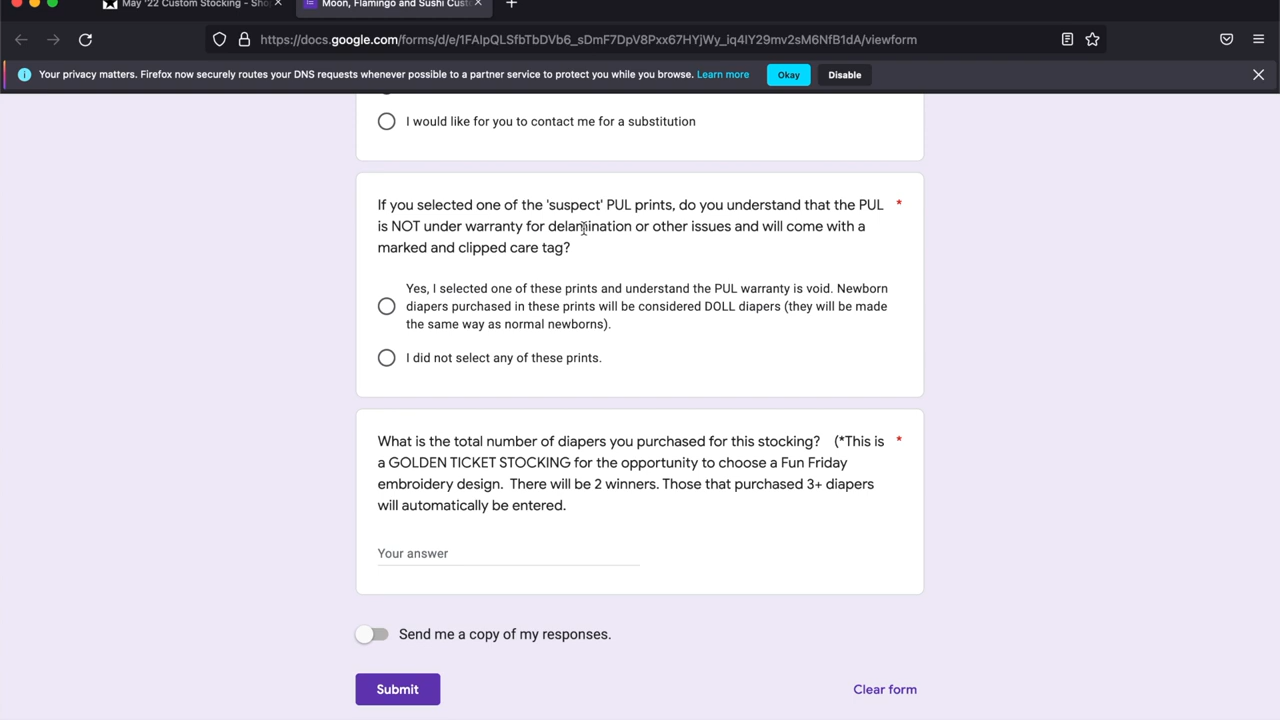 May '22 Custom Stocking - Sho
Moon, Flamingo and Sushi Cust
https://docs.google.com/forms/d/e/1FAIpQLSfbTbDVb6_sDmF7DpV8Pxx67HYjWy_iq4IY29mv2sM6NfB1dA/viewform
Your privacy matters. Firefox now securely routes your DNS requests whenever possible to a partner service to protect you while you browse. Learn more Okay Disable
I would like for you to contact me for a substitution
If you selected one of the 'suspect' PUL prints, do you understand that the PUL *
is NOT under warranty for delamination or other issues and will come with a
marked and clipped care tag?
Yes, I selected one of these prints and understand the PUL warranty is void. Newborn
diapers purchased in these prints will be considered DOLL diapers (they will be made
the same way as normal newborns).
I did not select any of these prints.
What is the total number of diapers you purchased for this stocking? (*This is *
a GOLDEN TICKET STOCKING for the opportunity to choose a Fun Friday
embroidery design. There will be 2 winners. Those that purchased 3+ diapers
will automatically be entered.
Your answer
Send me a copy of my responses.
Submit Clear form